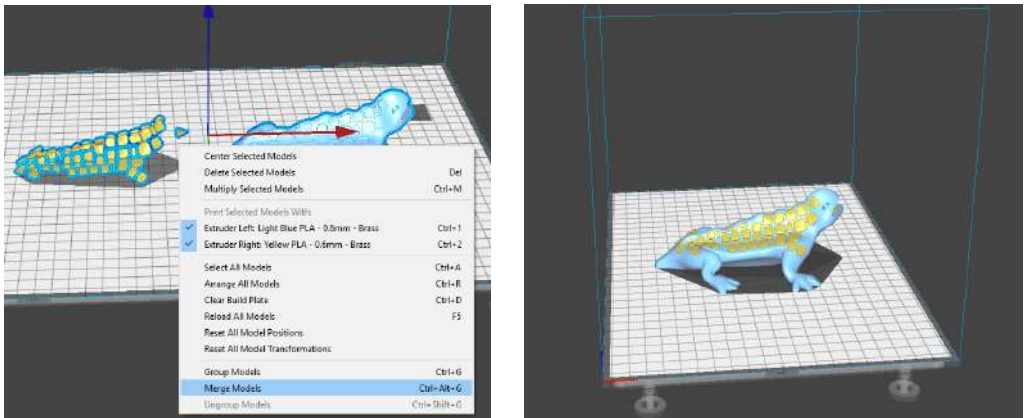 Center Selected Models
Delete Selected Models Del
Multiply Selected Models Ctrl+M
Print Selected Models With:
Extruder Left: Light Blue PLA - 0.6mm - Brass Ctrl+1
Extruder Right: Yellow PLA - 0.6mm - Brass Ctrl+2
Select All Models Ctrl+A
Arrange All Models Ctrl+R
Clear Build Plate Ctrl+D
Reload All Models F5
Reset All Model Positions
Reset All Model Transformations
Group Models Ctrl+G
Merge Models Ctrl+Alt+G
Ungroup Models Ctrl+Shift+G